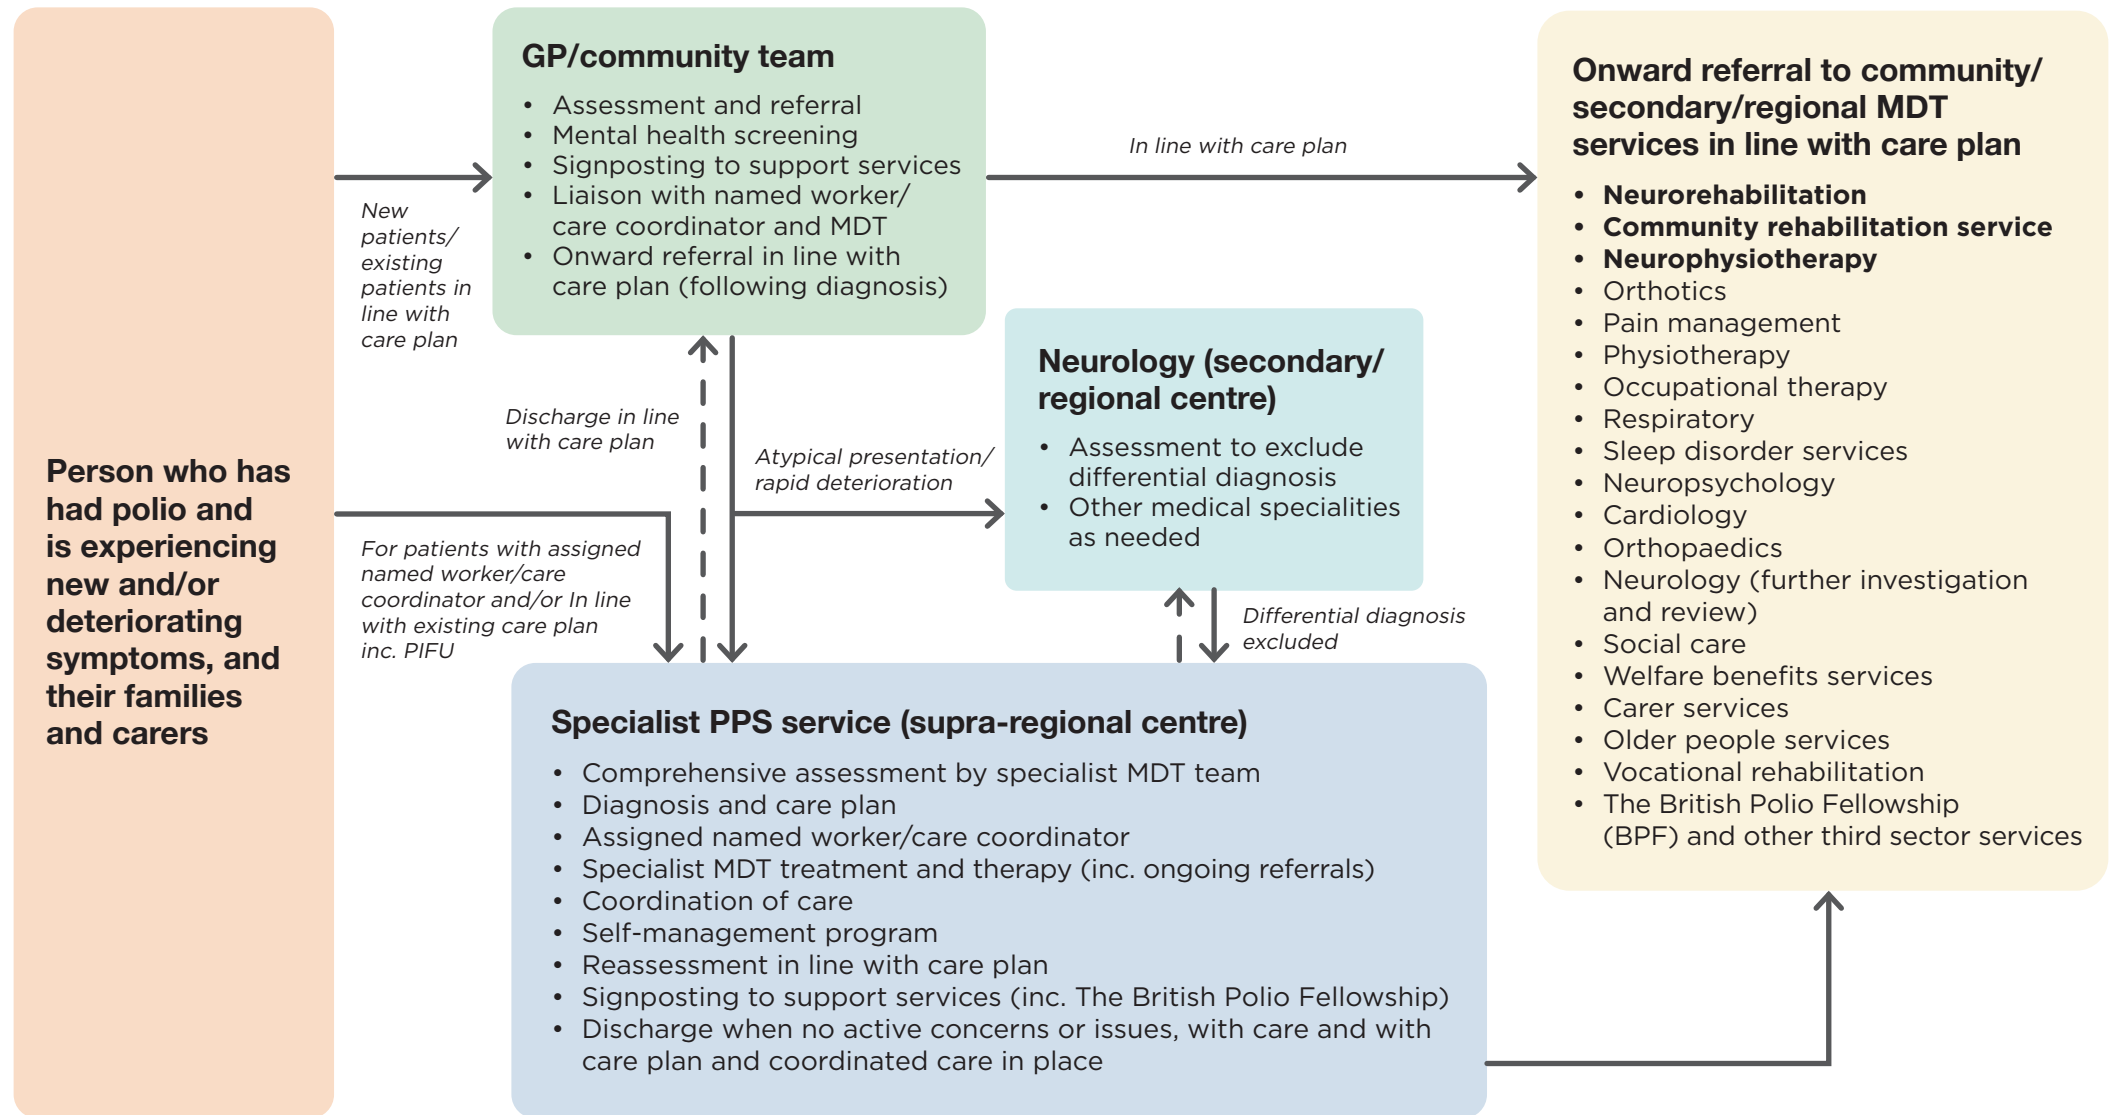 Person who has
had polio and
is experiencing
new and/or
deteriorating
symptoms, and
their families
and carers
New
patients/
existing
patients in
line with
care plan
For patients with assigned
named worker/care
coordinator and/or In line
with existing care plan
inc. PIFU
GP/community team
• Assessment and referral
• Mental health screening
• Signposting to support services
• Liaison with named worker/
care coordinator and MDT
• Onward referral in line with
care plan (following diagnosis)
In line with care plan
Discharge in line
with care plan
Atypical presentation/
rapid deterioration
Neurology (secondary/
regional centre)
• Assessment to exclude
differential diagnosis
• Other medical specialities
as needed
Differential diagnosis
excluded
Specialist PPS service (supra-regional centre)
• Comprehensive assessment by specialist MDT team
• Diagnosis and care plan
• Assigned named worker/care coordinator
• Specialist MDT treatment and therapy (inc. ongoing referrals)
• Coordination of care
• Self-management program
• Reassessment in line with care plan
• Signposting to support services (inc. The British Polio Fellowship)
• Discharge when no active concerns or issues, with care and with
care plan and coordinated care in place
Onward referral to community/
secondary/regional MDT
services in line with care plan
• Neurorehabilitation
• Community rehabilitation service
• Neurophysiotherapy
• Orthotics
• Pain management
• Physiotherapy
• Occupational therapy
• Respiratory
• Sleep disorder services
• Neuropsychology
• Cardiology
• Orthopaedics
• Neurology (further investigation
and review)
• Social care
• Welfare benefits services
• Carer services
• Older people services
• Vocational rehabilitation
• The British Polio Fellowship
(BPF) and other third sector services